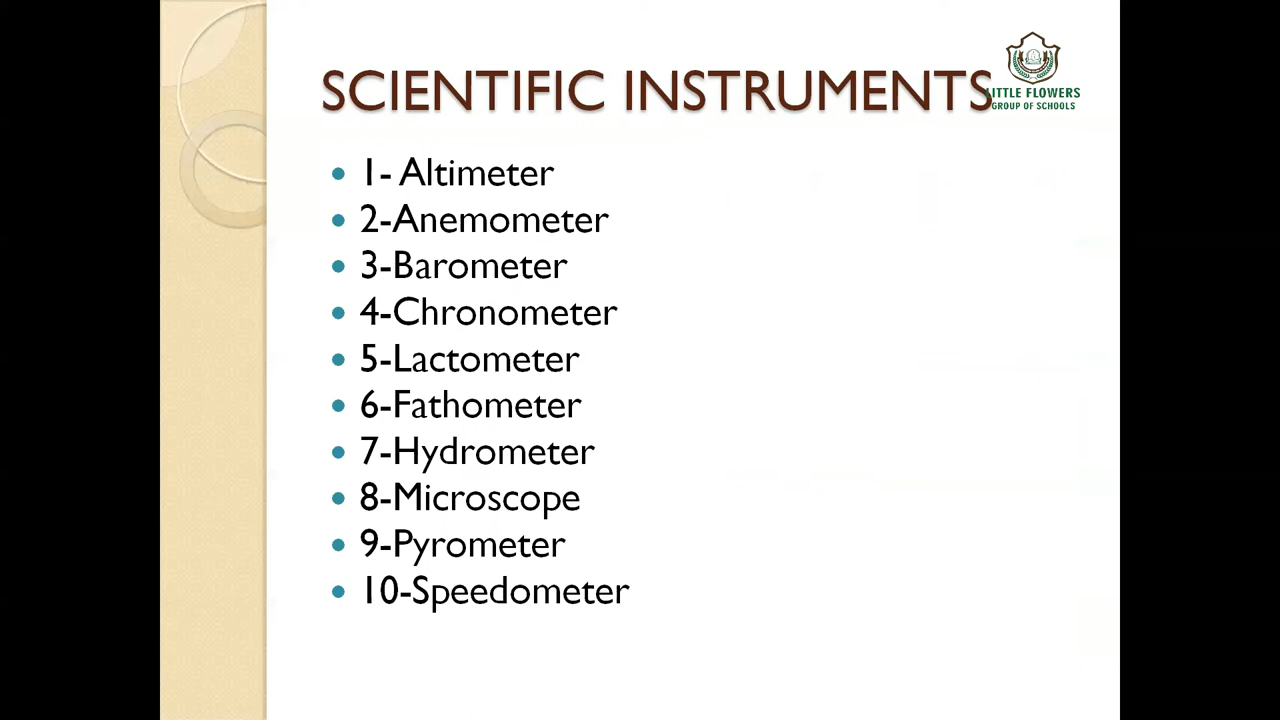 SCIENTIFIC INSTRUMENTS
LITTLE FLOWERS
GROUP OF SCHOOLS
1- Altimeter
2-Anemometer
3-Barometer
4-Chronometer
5-Lactometer
6-Fathometer
7-Hydrometer
8-Microscope
9-Pyrometer
10-Speedometer